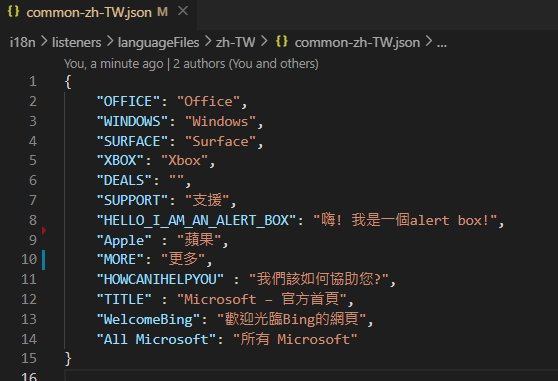 {} common-zh-TW.json M ×
i18n > listeners > languageFiles > zh-TW > {} common-zh-TW.json > ...
You, a minute ago | 2 authors (You and others)
1 {
2 "OFFICE": "Office",
3 "WINDOWS": "Windows",
4 "SURFACE": "Surface",
5 "XBOX": "Xbox",
6 "DEALS": "",
7 "SUPPORT": "支援",
8 "HELLO_I_AM_AN_ALERT_BOX": "嗨! 我是一個alert box!",
9 "Apple" : "蘋果",
10 "MORE": "更多",
11 "HOWCANIHELPYOU" : "我們該如何協助您?",
12 "TITLE" : "Microsoft – 官方首頁",
13 "WelcomeBing": "歡迎光臨Bing的網頁",
14 "All Microsoft": "所有 Microsoft"
15 }
16